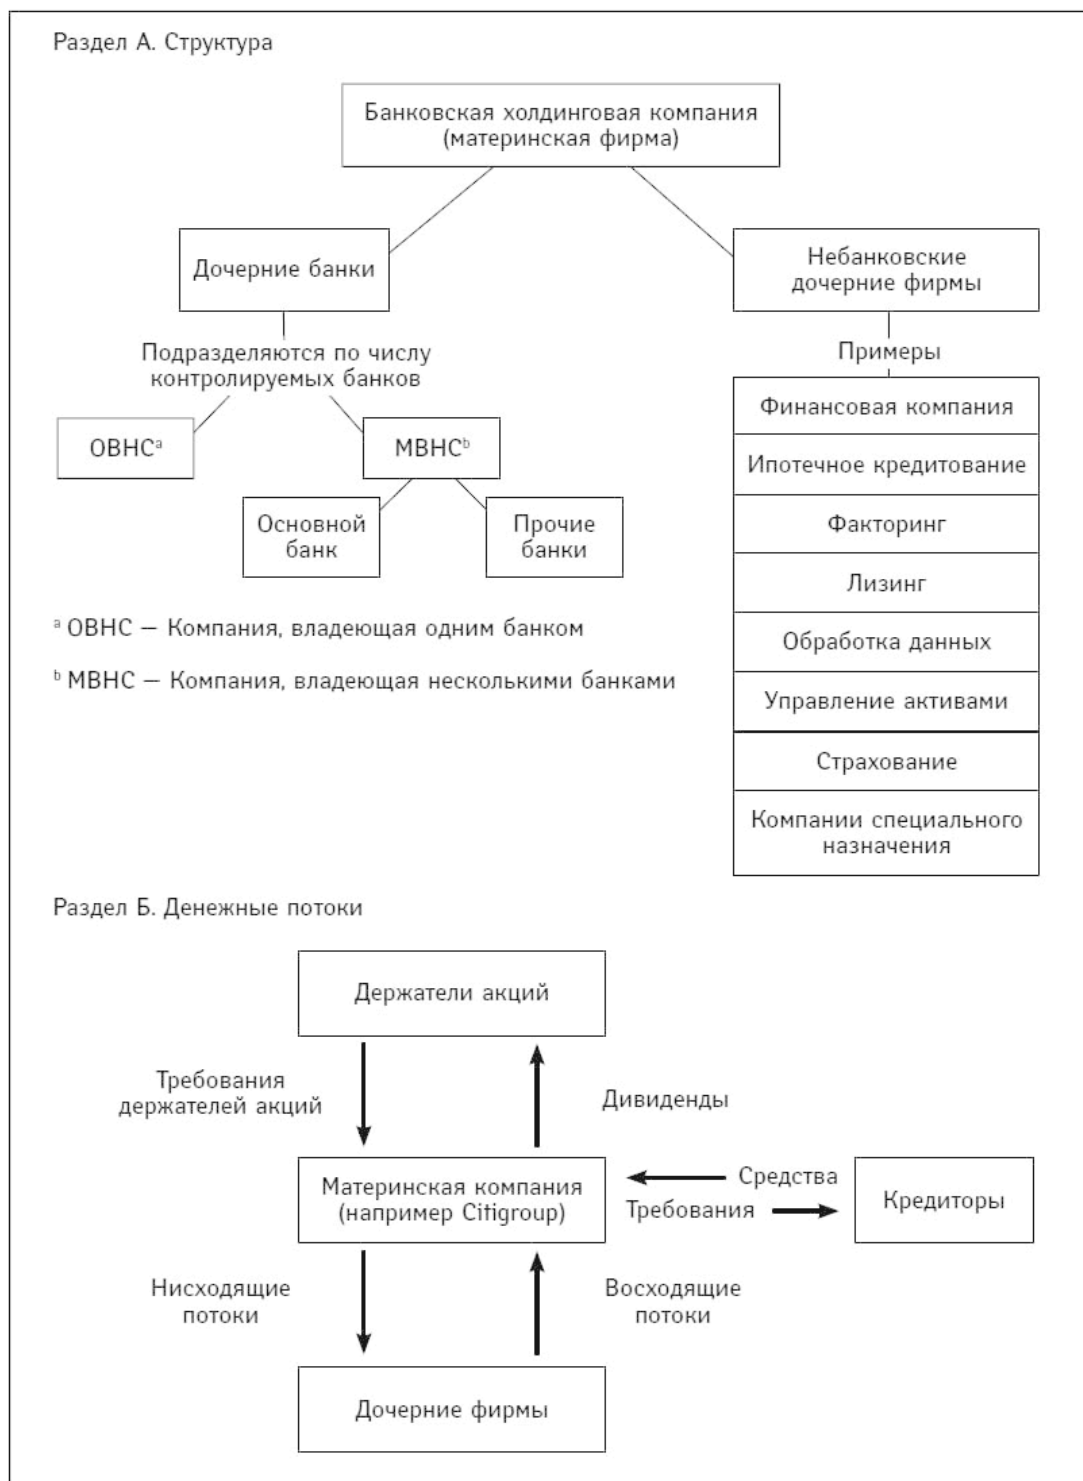 Раздел А. Структура
Банковская холдинговая компания
(материнская фирма)
Дочерние банки
Небанковские
дочерние фирмы
Подразделяются по числу
контролируемых банков
Примеры
ОВНС^a
МВНС^b
Основной
банк
Прочие
банки
Финансовая компания
Ипотечное кредитование
Факторинг
Лизинг
Обработка данных
Управление активами
Страхование
Компании специального
назначения
^a ОВНС — Компания, владеющая одним банком
^b МВНС — Компания, владеющая несколькими банками
Раздел Б. Денежные потоки
Держатели акций
Требования
держателей акций
Дивиденды
Материнская компания
(например Citigroup)
Средства
Требования
Кредиторы
Нисходящие
потоки
Восходящие
потоки
Дочерние фирмы